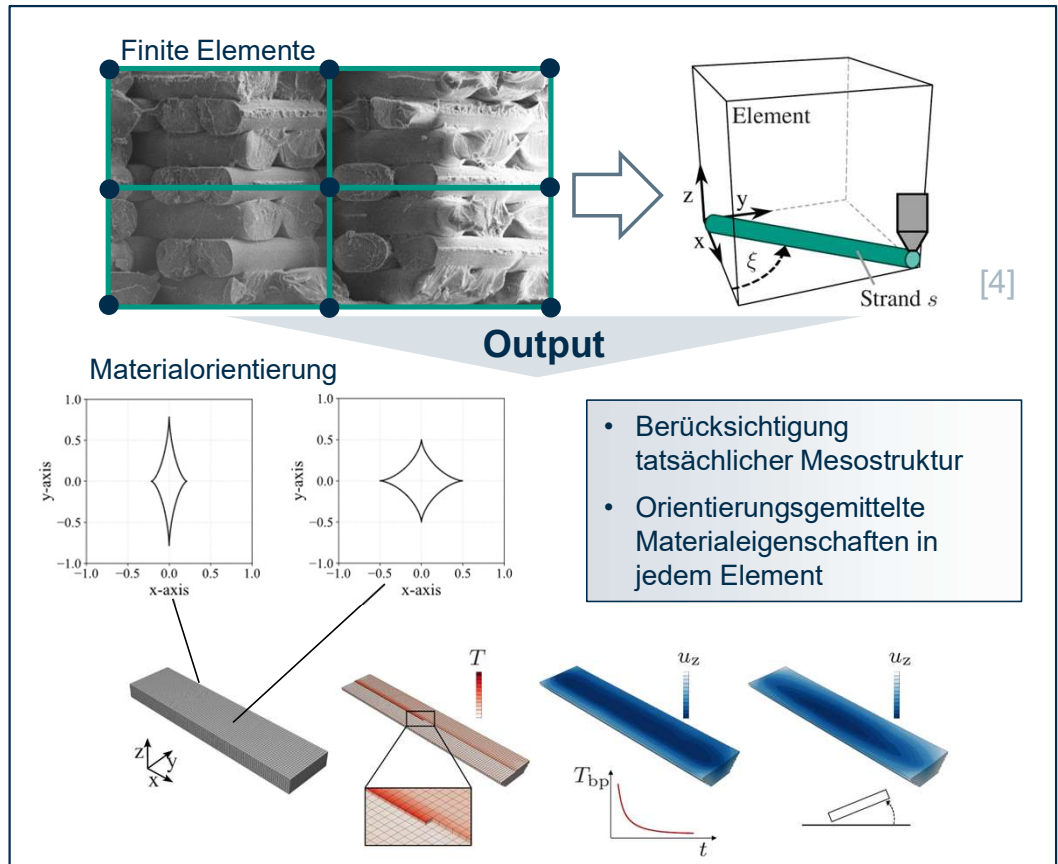 Finite Elemente
Element
z
y
x
ξ
Strand s
[4]
Output
Materialorientierung
1.0
0.5
0.0
−0.5
−1.0
−1.0 −0.5 0.0 0.5 1.0
x-axis
y-axis
1.0
0.5
0.0
−0.5
−1.0
−1.0 −0.5 0.0 0.5 1.0
x-axis
y-axis
• Berücksichtigung
tatsächlicher Mesostruktur
• Orientierungsgemittelte
Materialeigenschaften in
jedem Element
z
y
x
T
u_z
u_z
T_bp
t